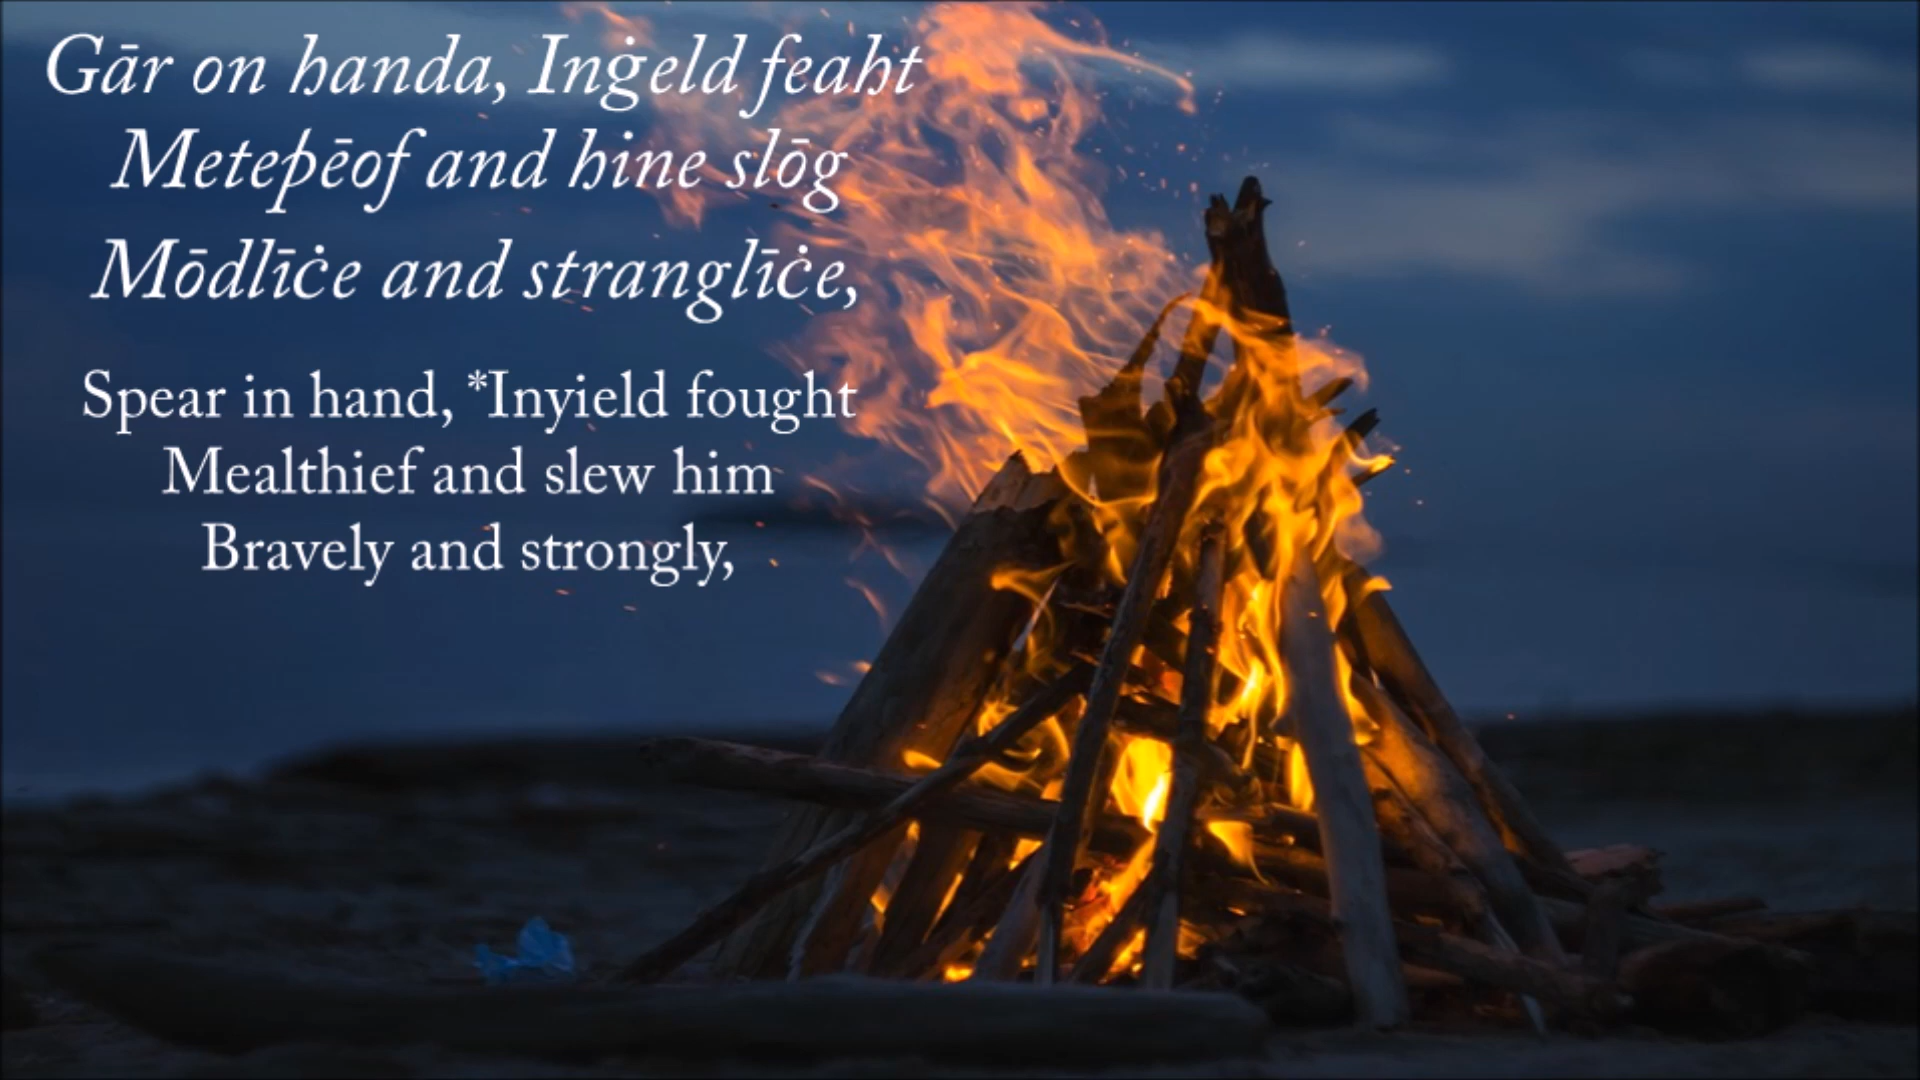 Gār on handa, Inġeld feaht
Meteþēof and hine slōg
Mōdlīċe and stranglīċe,
Spear in hand, *Inyield fought
Mealthief and slew him
Bravely and strongly,